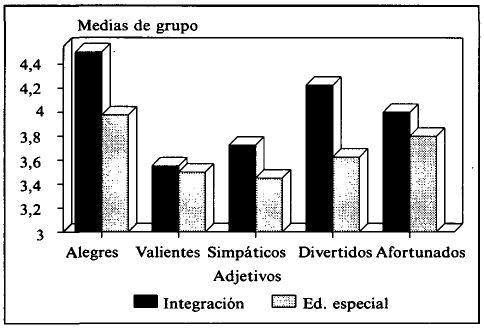 Medias de grupo
4,4
4,2
4
3,8
3,6
3,4
3,2
3
Alegres Valientes Simpáticos Divertidos Afortunados
Adjetivos
Integración Ed. especial